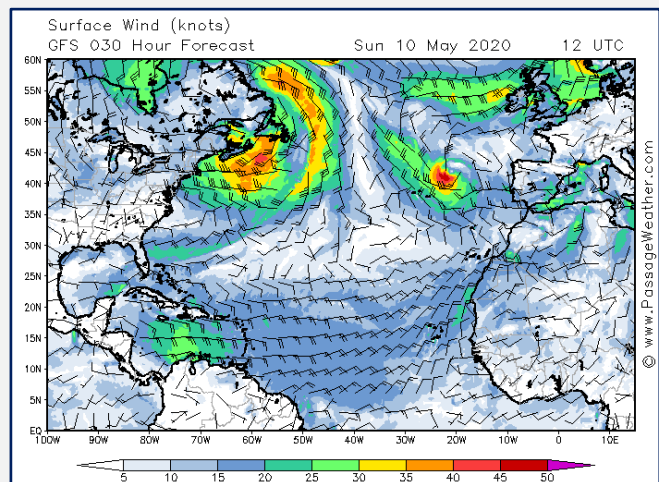 Surface Wind (knots)
GFS 030 Hour Forecast Sun 10 May 2020 12 UTC
60N
55N
50N
45N
40N
35N
30N
25N
20N
15N
10N
5N
EQ
100W 90W 80W 70W 60W 50W 40W 30W 20W 10W 0 10E
5 10 15 20 25 30 35 40 45 50
© www.PassageWeather.com